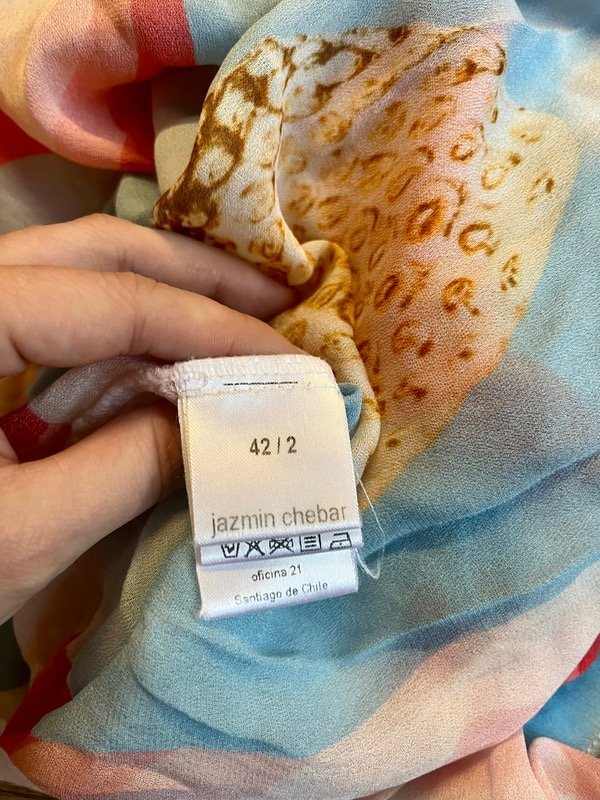 42 / 2
jazmin chebar
oficina 21
Santiago de Chile